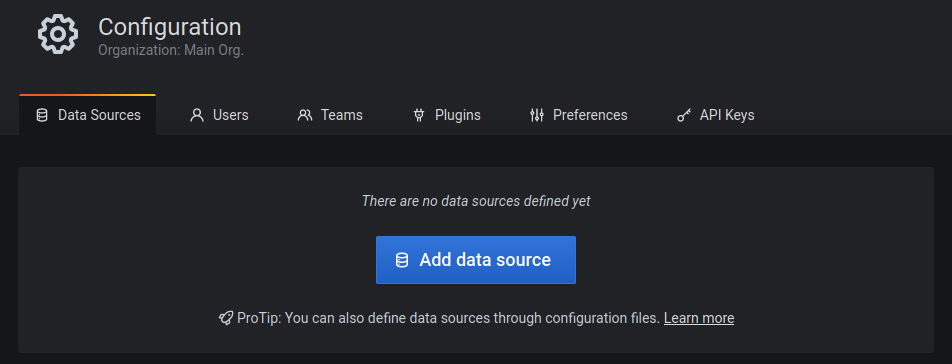 Configuration
Organization: Main Org.
Data Sources Users Teams Plugins Preferences API Keys
There are no data sources defined yet
Add data source
ProTip: You can also define data sources through configuration files. Learn more